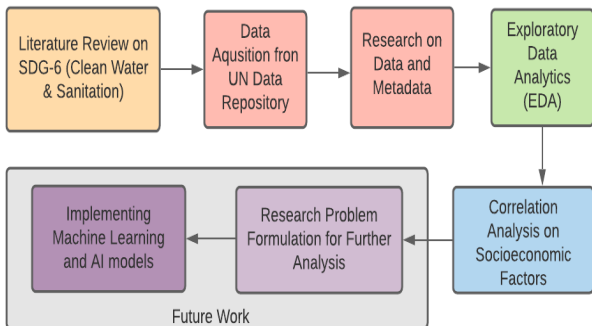 Literature Review on
SDG-6 (Clean Water
& Sanitation)
Data
Aqusition fron
UN Data
Repository
Research on
Data and
Metadata
Exploratory
Data
Analytics
(EDA)
Correlation
Analysis on
Socioeconomic
Factors
Research Problem
Formulation for Further
Analysis
Implementing
Machine Learning
and AI models
Future Work